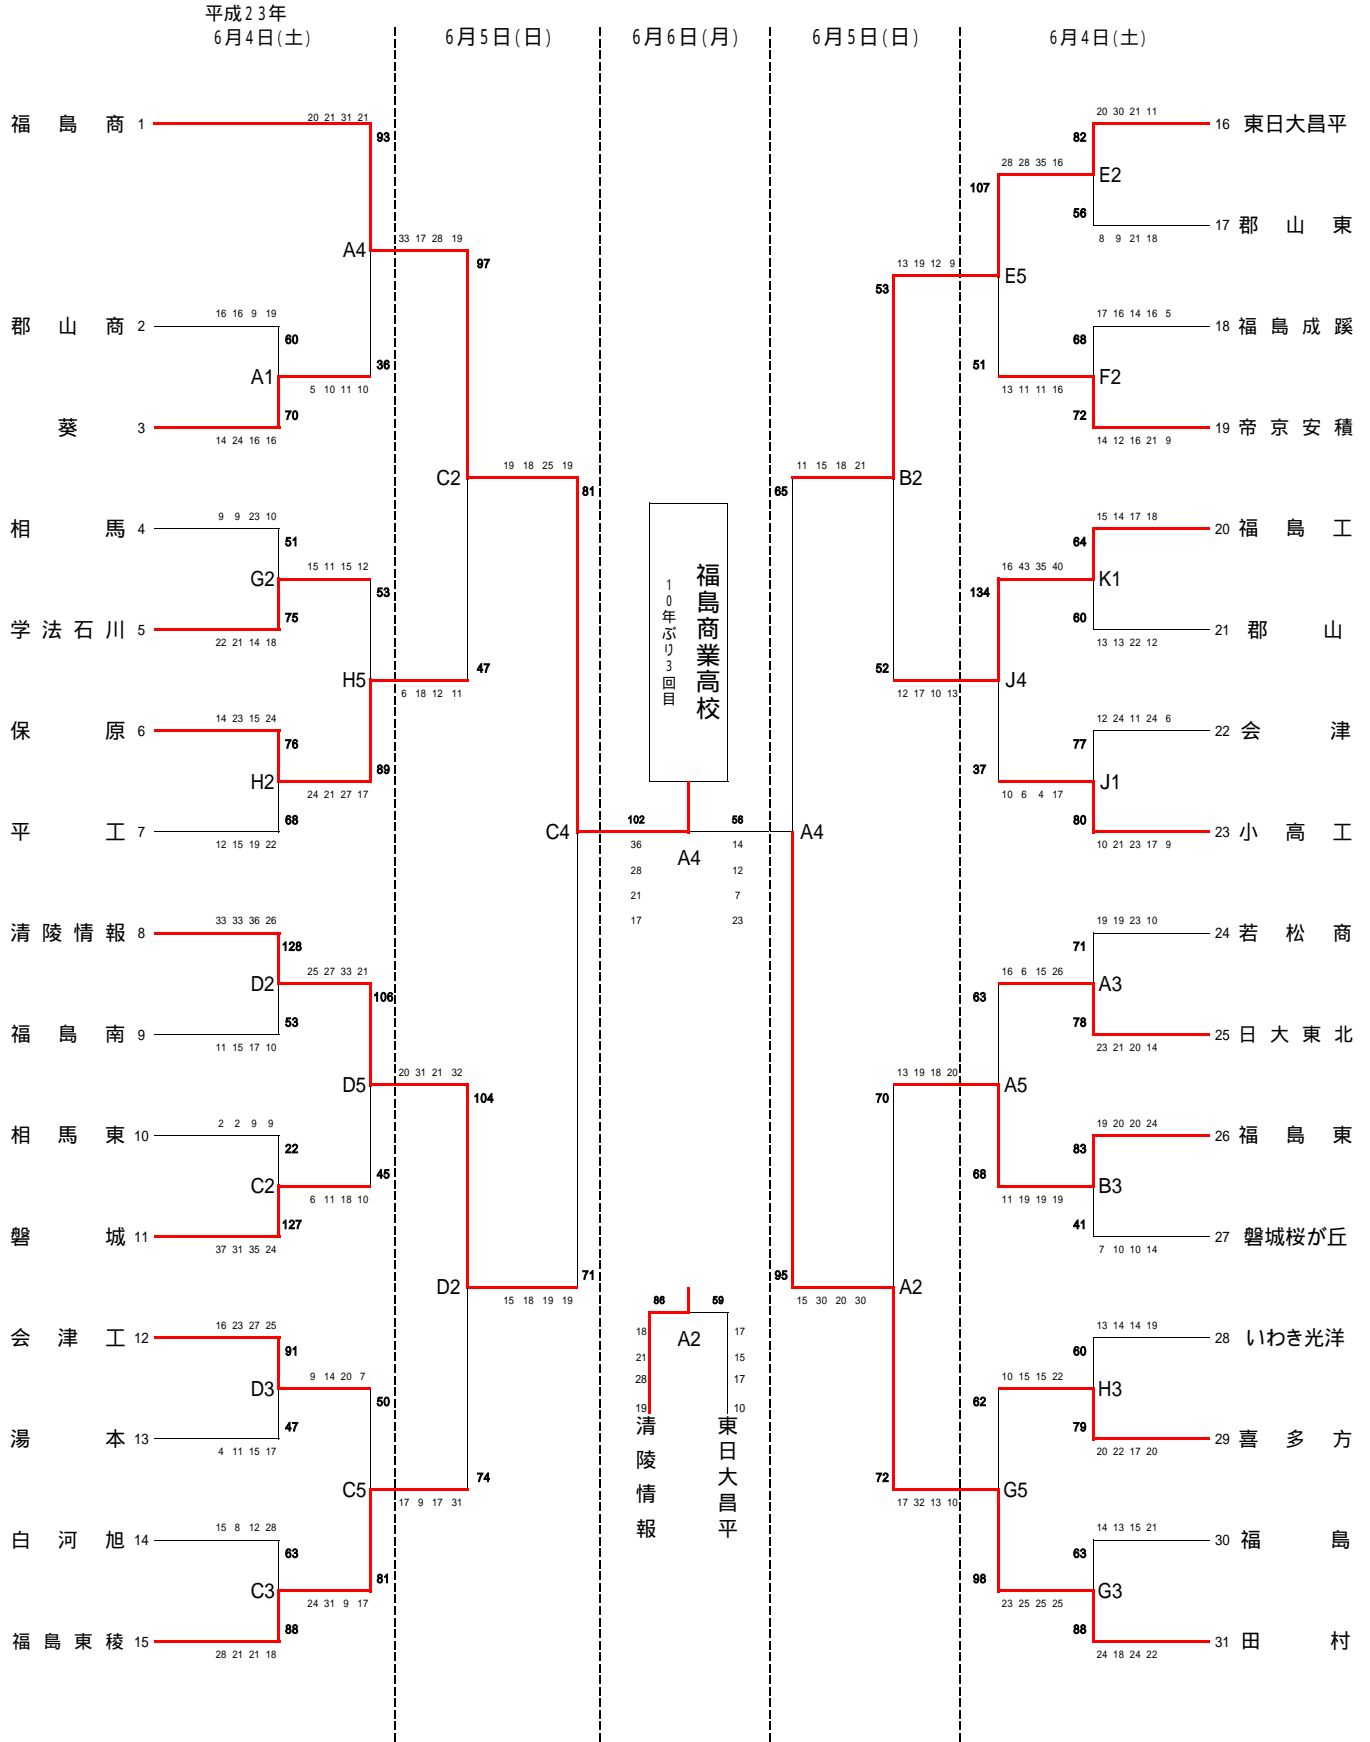 平成23年
6月4日(土)
6月5日(日)
6月6日(月)
6月5日(日)
6月4日(土)
福島商 1
20 21 31 21
93
20 30 21 11
82
16 東日大昌平
28 28 35 16
107
E2
56
8 9 21 18
17 郡山東
A4
33 17 28 19
97
13 19 12 9
53
E5
郡山商 2
16 16 9 19
60
17 16 14 16 5
68
18 福島成蹊
A1
36
5 10 11 10
51
13 11 11 16
F2
葵 3
70
14 24 16 16
72
14 12 16 21 9
19 帝京安積
C2
19 18 25 19
81
11 15 18 21
65
B2
相馬 4
9 9 23 10
51
15 14 17 18
64
20 福島工
G2
15 11 15 12
53
16 43 35 40
134
K1
学法石川 5
75
22 21 14 18
60
13 13 22 12
21 郡山
福島商業高校
10年ぶり3回目
H5
47
6 18 12 11
52
12 17 10 13
J4
保原 6
14 23 15 24
76
12 24 11 24 6
77
22 会津
H2
89
24 21 27 17
37
10 6 4 17
J1
平工 7
68
12 15 19 22
80
10 21 23 17 9
23 小高工
C4
102
56
A4
A4
36
28
21
17
14
12
7
23
清陵情報 8
33 33 36 26
128
19 19 23 10
71
24 若松商
D2
25 27 33 21
106
16 6 15 26
63
A3
福島南 9
53
11 15 17 10
78
23 21 20 14
25 日大東北
D5
20 31 21 32
104
13 19 18 20
70
A5
相馬東 10
2 2 9 9
22
19 20 20 24
83
26 福島東
C2
45
6 11 18 10
68
11 19 19 19
B3
磐城 11
127
37 31 35 24
41
7 10 10 14
27 磐城桜が丘
D2
71
15 18 19 19
95
15 30 20 30
A2
86
59
A2
18
21
28
19
17
15
17
10
清陵情報
東日大昌平
会津工 12
16 23 27 25
91
13 14 14 19
60
28 いわき光洋
D3
9 14 20 7
50
10 15 15 22
62
H3
湯本 13
47
4 11 15 17
79
20 22 17 20
29 喜多方
C5
74
17 9 17 31
72
17 32 13 10
G5
白河旭 14
15 8 12 28
63
14 13 15 21
63
30 福島
C3
81
24 31 9 17
98
23 25 25 25
G3
福島東稜 15
88
28 21 21 18
88
24 18 24 22
31 田村